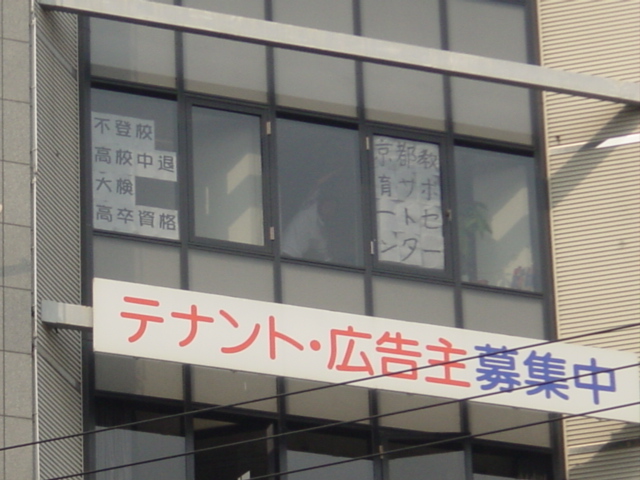 不登校
高校中退
大検
高卒資格
京都教
育サポ
ートセ
ンター
テナント・広告主募集中